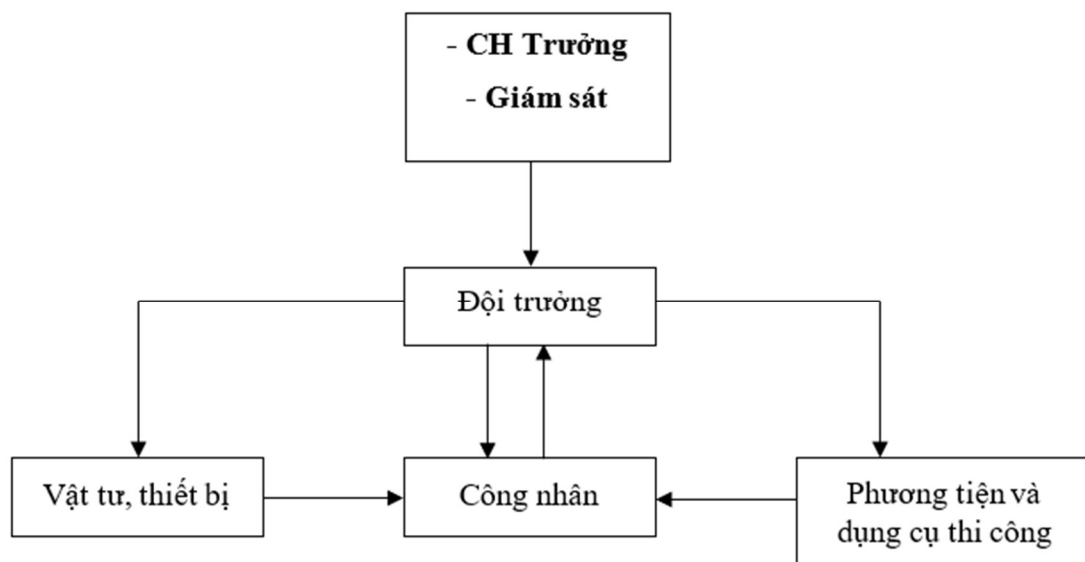 - CH Trưởng
- Giám sát
Đội trưởng
Vật tư, thiết bị
Công nhân
Phương tiện và
dụng cụ thi công